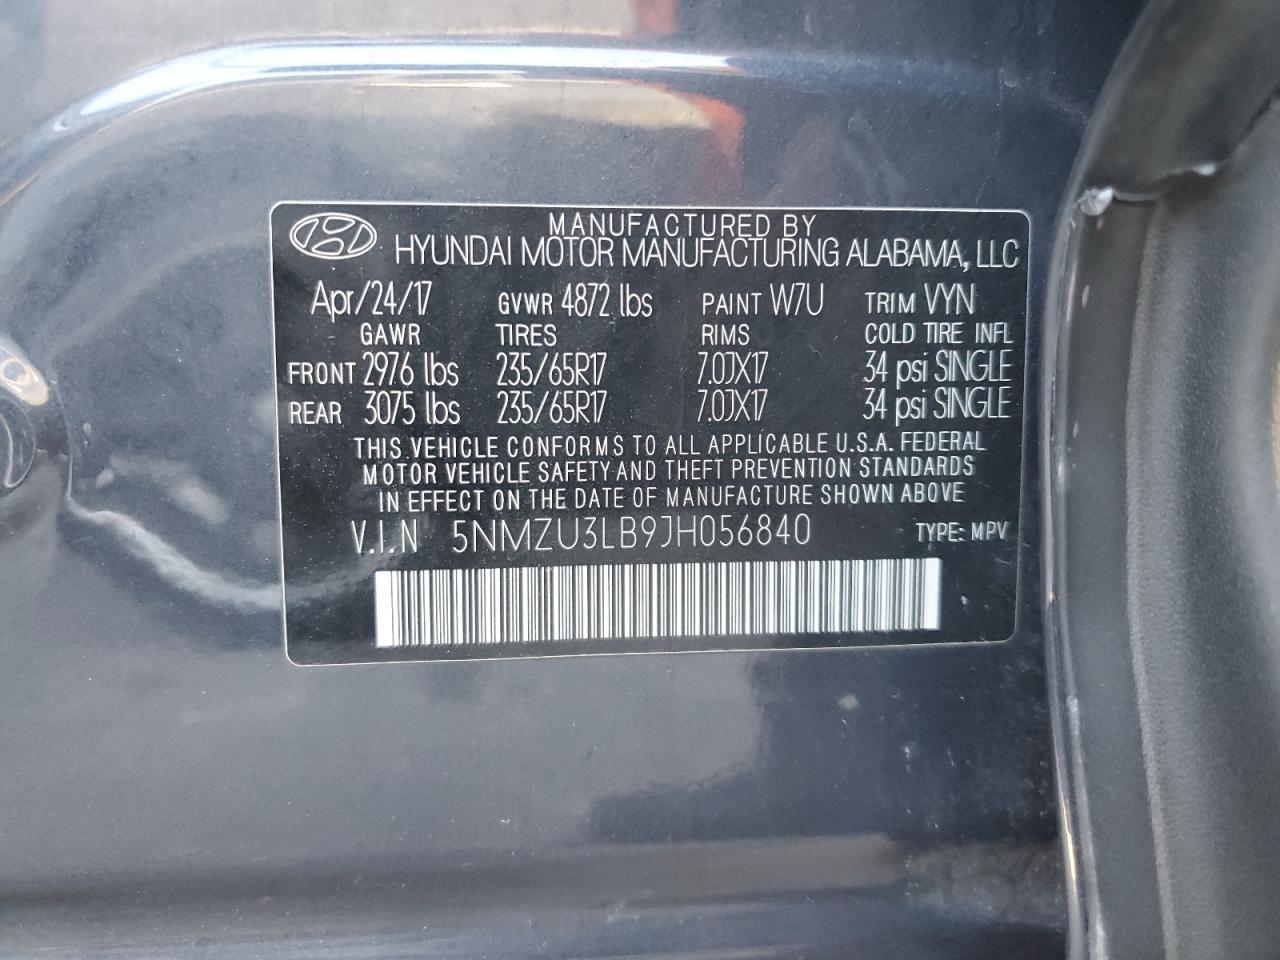 MANUFACTURED BY
HYUNDAI MOTOR MANUFACTURING ALABAMA, LLC
Apr/24/17 GVWR 4872 lbs PAINT W7U TRIM VYN
GAWR TIRES RIMS COLD TIRE INFL
FRONT 2976 lbs 235/65R17 7.0JX17 34 psi SINGLE
REAR 3075 lbs 235/65R17 7.0JX17 34 psi SINGLE
THIS VEHICLE CONFORMS TO ALL APPLICABLE U.S.A. FEDERAL
MOTOR VEHICLE SAFETY AND THEFT PREVENTION STANDARDS
IN EFFECT ON THE DATE OF MANUFACTURE SHOWN ABOVE
V.I.N 5NMZU3LB9JH056840 TYPE: MPV